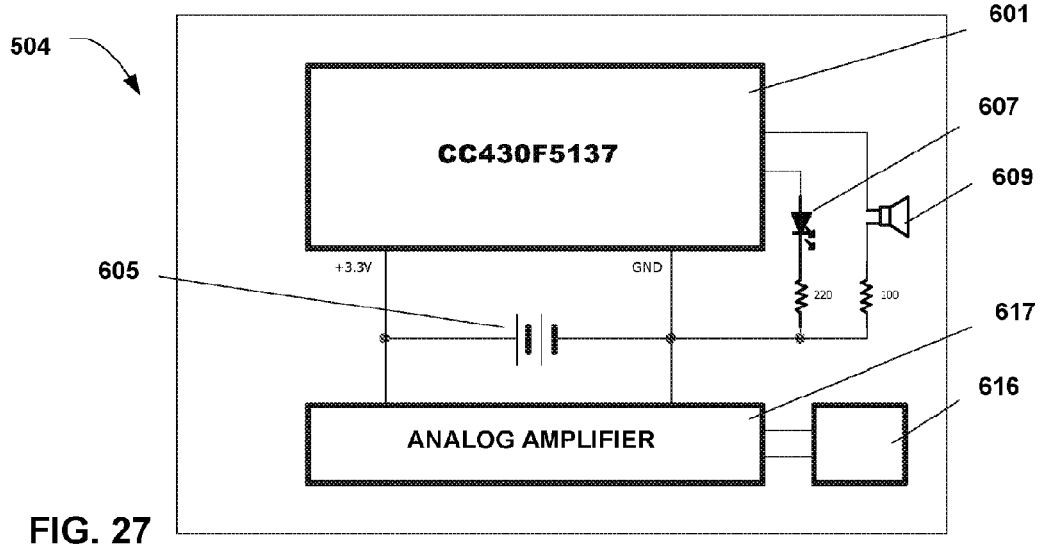 601
504
607
CC430F5137
609
605
+3.3V
GND
220
100
617
616
ANALOG AMPLIFIER
FIG. 27